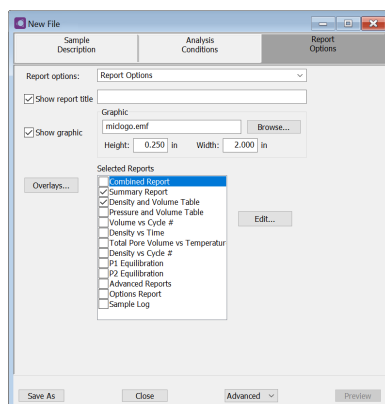 New File
Sample Description
Analysis Conditions
Report Options
Report options: Report Options
Show report title
Graphic
Show graphic
miclogo.emf Browse...
Height: 0.250 in Width: 2.000 in
Selected Reports
Overlays...
Combined Report
Summary Report
Density and Volume Table
Pressure and Volume Table
Volume vs Cycle #
Edit...
Density vs Time
Total Pore Volume vs Temperatur
Density vs Cycle #
P1 Equilibration
P2 Equilibration
Advanced Reports
Options Report
Sample Log
Save As Close Advanced Preview